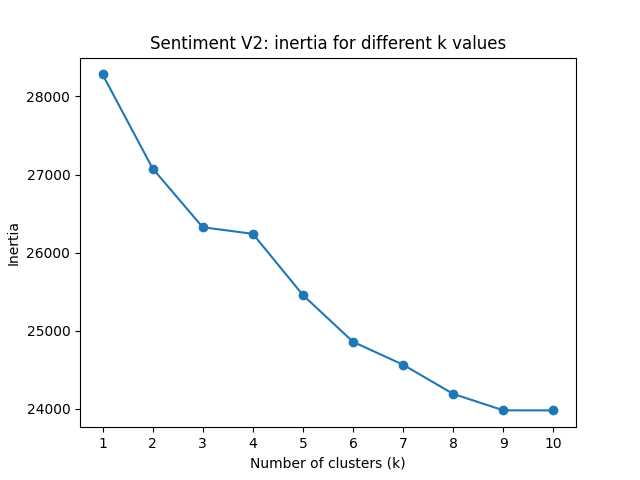 Sentiment V2: inertia for different k values
28000
27000
26000
25000
24000
Inertia
1 2 3 4 5 6 7 8 9 10
Number of clusters (k)